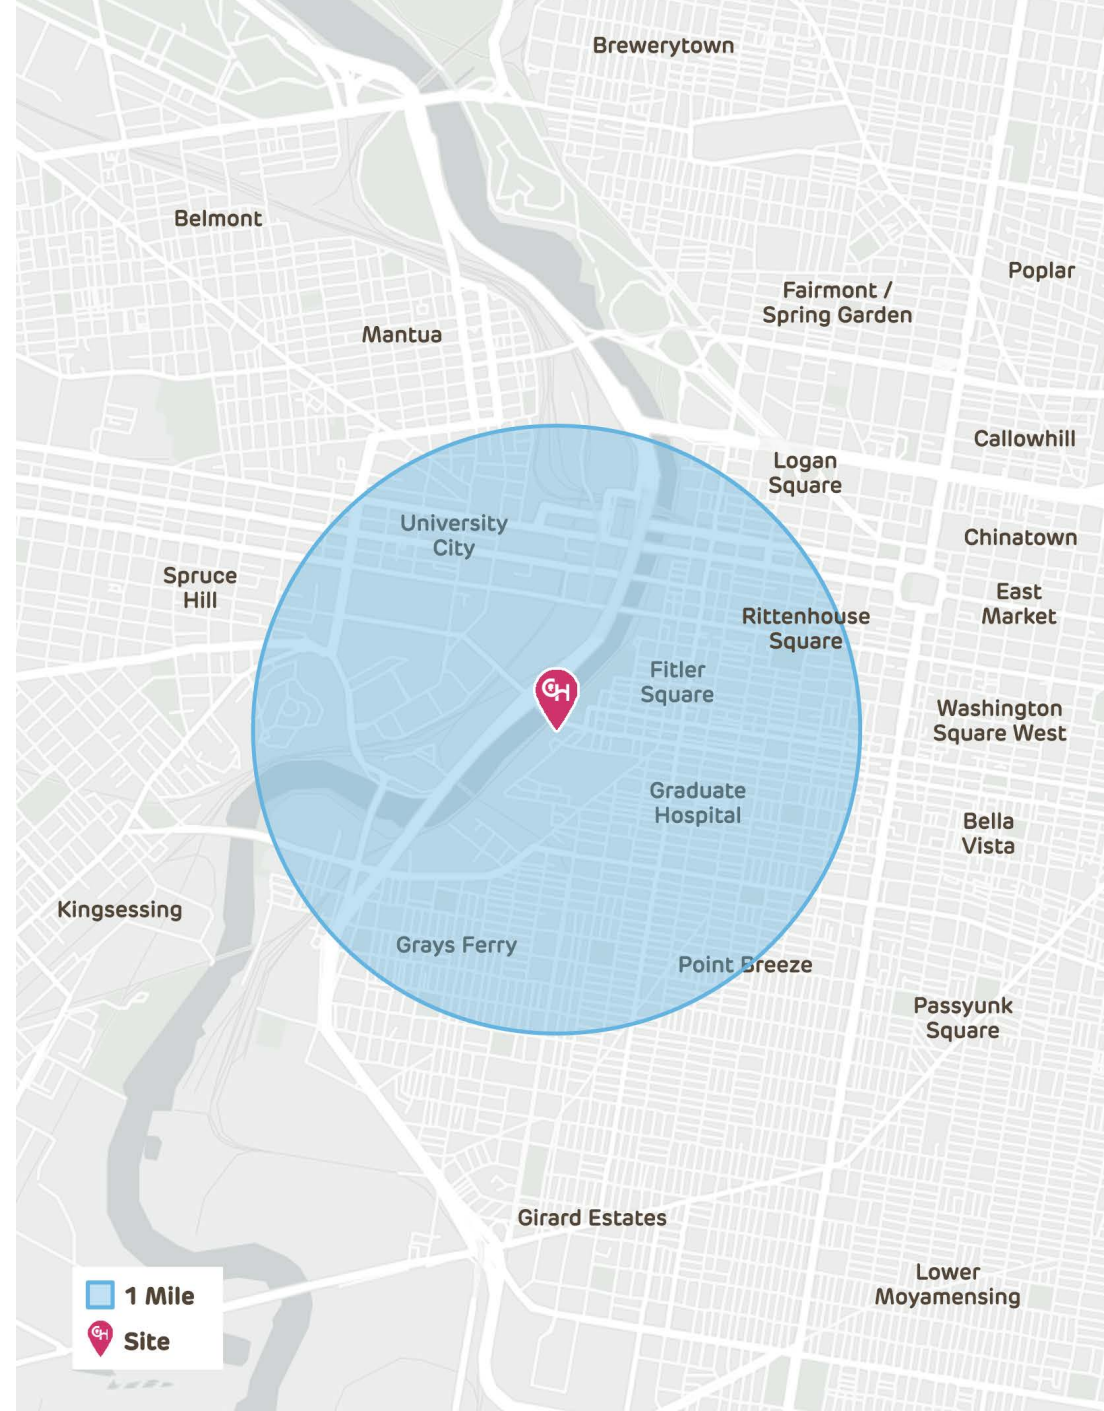 Brewerytown
Belmont
Poplar
Fairmont /
Spring Garden
Mantua
Callowhill
Logan
Square
University
City
Chinatown
Spruce
Hill
East
Market
Rittenhouse
Square
Fitler
Square
CH
Washington
Square West
Graduate
Hospital
Bella
Vista
Kingsessing
Grays Ferry
Point Breeze
Passyunk
Square
Girard Estates
Lower
Moyamensing
1 Mile
CH
Site